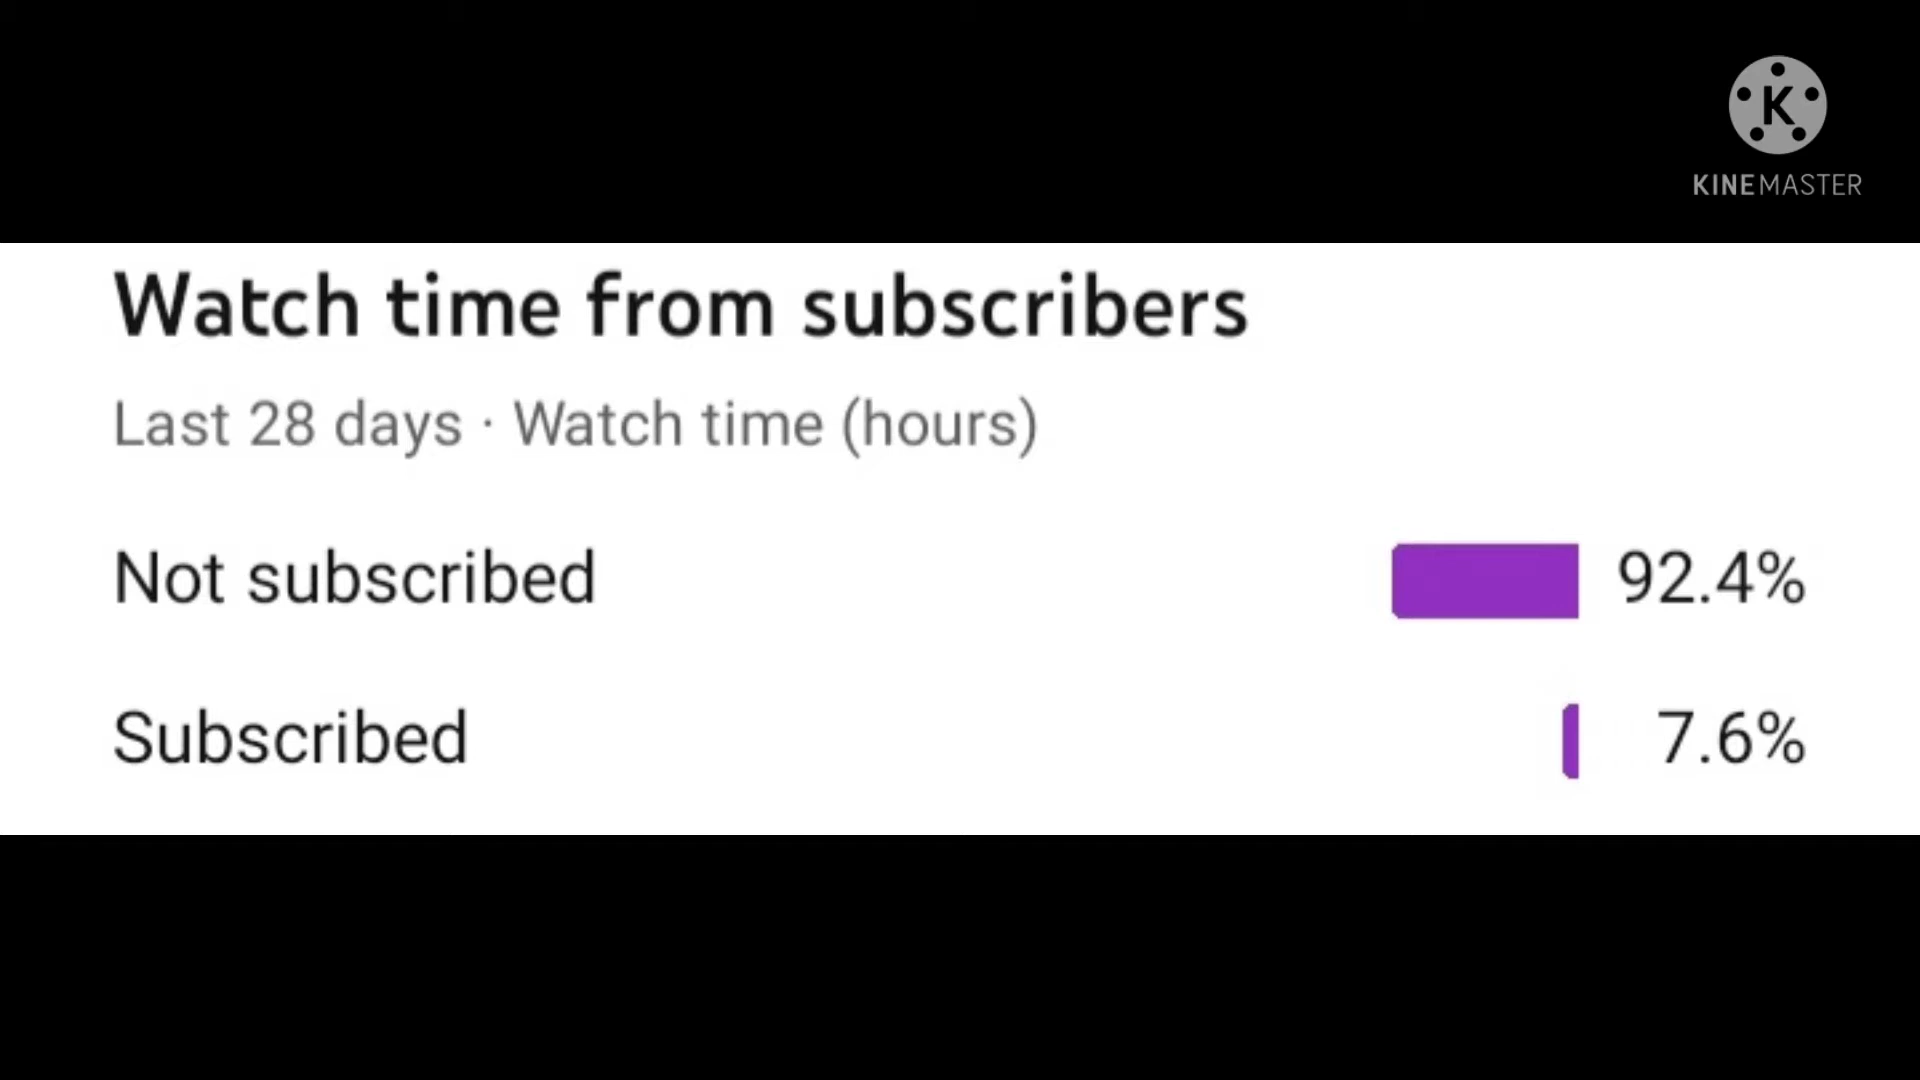 K
KINEMASTER
Watch time from subscribers
Last 28 days · Watch time (hours)
Not subscribed 92.4%
Subscribed 7.6%